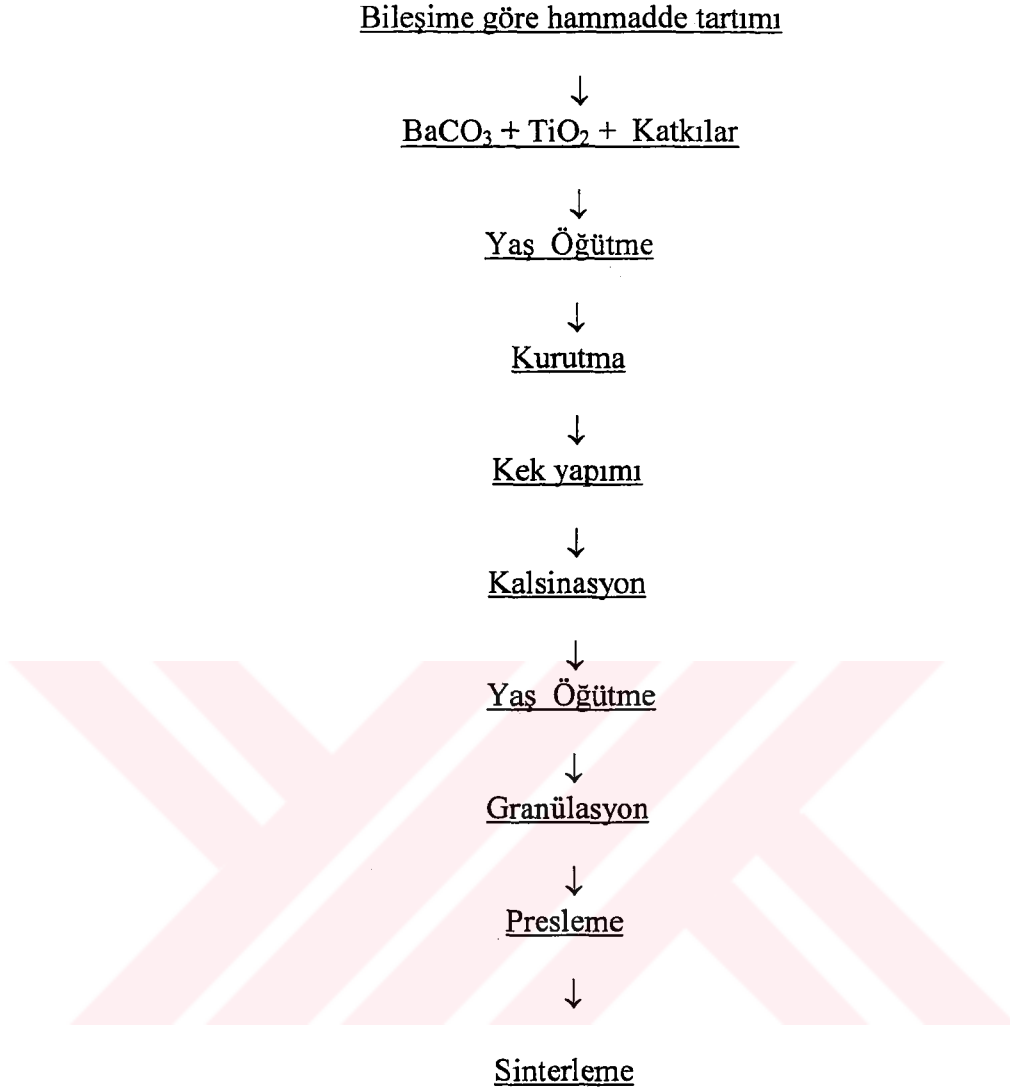 Bileşime göre hammadde tartımı
↓
BaCO₃ + TiO₂ + Katkılar
↓
Yaş Öğütme
↓
Kurutma
↓
Kek yapımı
↓
Kalsinasyon
↓
Yaş Öğütme
↓
Granülasyon
↓
Presleme
↓
Sinterleme